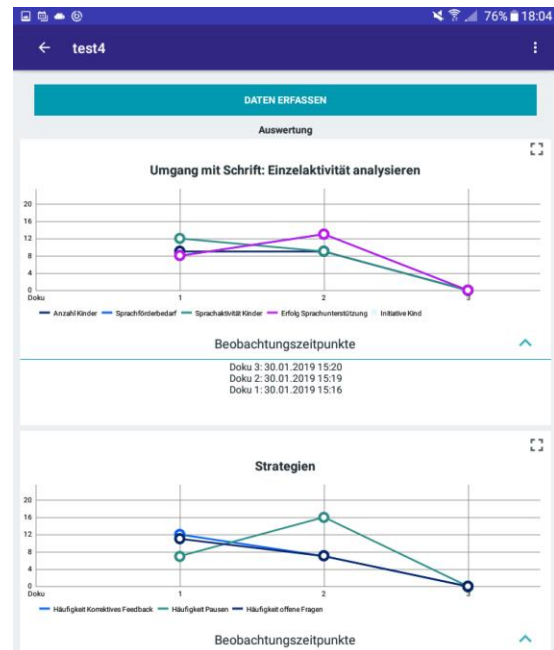 76% 18:04
test4
DATEN ERFASSEN
Auswertung
Umgang mit Schrift: Einzelaktivität analysieren
20
16
12
8
4
0
Doku 1 2 3
Anzahl Kinder Sprachförderbedarf Sprachaktivität Kinder Erfolg Sprachunterstützung Initiative Kind
Beobachtungszeitpunkte
Doku 3: 30.01.2019 15:20
Doku 2: 30.01.2019 15:19
Doku 1: 30.01.2019 15:16
Strategien
20
16
12
8
4
0
Doku 1 2 3
Häufigkeit Korrektives Feedback Häufigkeit Pausen Häufigkeit offene Fragen
Beobachtungszeitpunkte